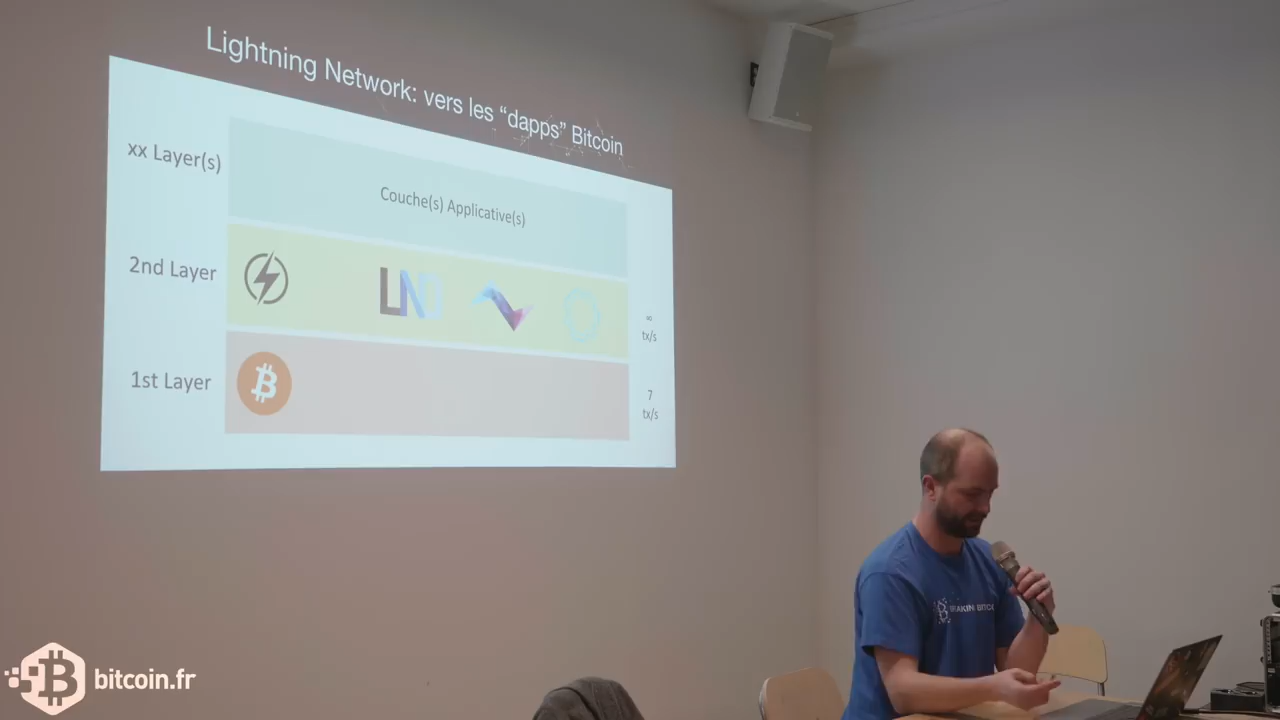 Lightning Network: vers les “dapps” Bitcoin
xx Layer(s)
Couche(s) Applicative(s)
2nd Layer
LND
∞
tx/s
1st Layer
7
tx/s
bitcoin.fr